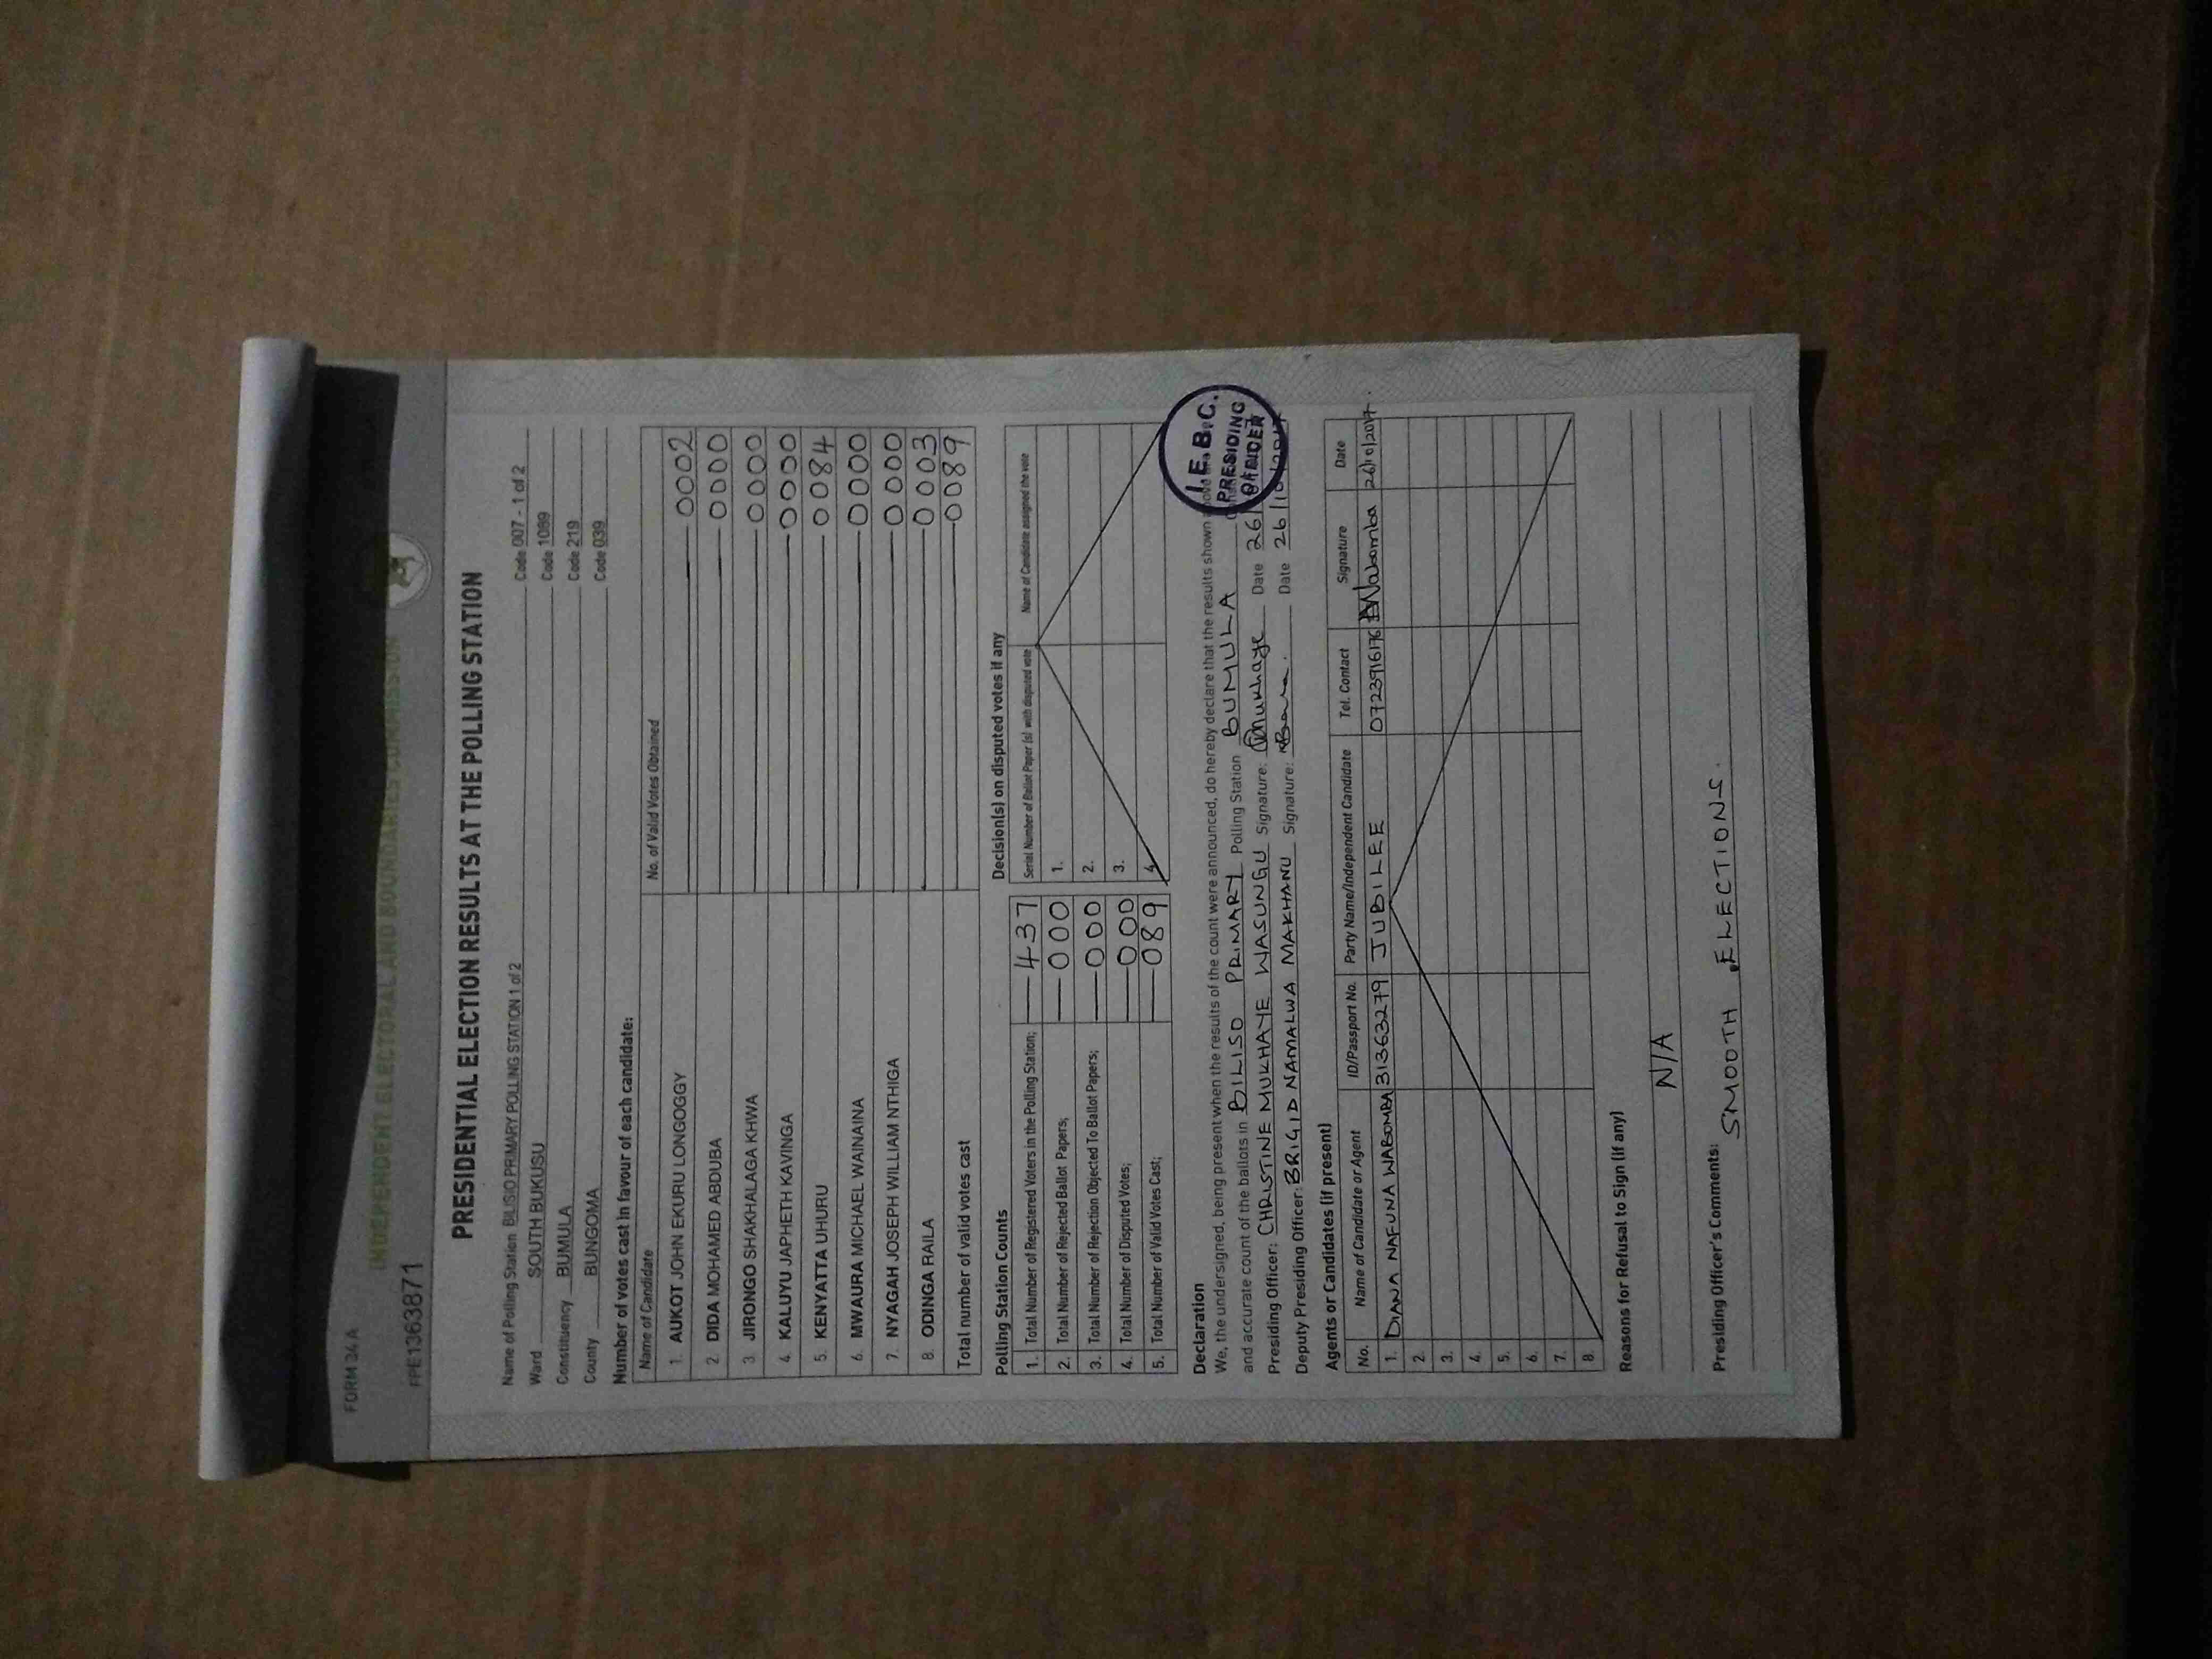 FORM 34A
INDEPENDENT ELECTORAL AND BOUNDARIES COMMISSION
PPE1363871
PRESIDENTIAL ELECTION RESULTS AT THE POLLING STATION
Name of Polling Station BILISIO PRIMARY POLLING STATION 1 of 2 Code 007 - 1 of 2
Ward SOUTH BUKUSU Code 1089
Constituency BUMULA Code 219
County BUNGOMA Code 039
Number of votes cast in favour of each candidate:
Name of Candidate No. of Valid Votes Obtained
1. AUKOT JOHN EKURU LONGOGGY 0002
2. DIDA MOHAMED ABDUBA 0000
3. JIRONGO SHAKHALAGA KHWA 0000
4. KALUYU JAPHETH KAVINGA 0000
5. KENYATTA UHURU 0084
6. MWAURA MICHAEL WAINAINA 0000
7. NYAGAH JOSEPH WILLIAM NTHIGA 0000
8. ODINGA RAILA 0003
Total number of valid votes cast 0089
Polling Station Counts
1. Total Number of Registered Voters in the Polling Station; 437
2. Total Number of Rejected Ballot Papers; 000
3. Total Number of Rejection Objected To Ballot Papers; 000
4. Total Number of Disputed Votes; 000
5. Total Number of Valid Votes Cast; 089
Decision(s) on disputed votes if any
Serial Number of Ballot Paper (s) with disputed vote Name of Candidate assigned the vote
1.
2.
3.
4.
Declaration
We, the undersigned, being present when the results of the count were announced, do hereby declare that the results shown above
and accurate count of the ballots in BILISO PRIMARY Polling Station BUMULA
Presiding Officer: CHRISTINE MUKHAYE WASUNGU Signature: Mukhaye Date 26
Deputy Presiding Officer: BRIGID NAMALWA MAKHANU Signature: Date 26/10/2017
I.E.B.C.
PRESIDING
OFFICER
Agents or Candidates (if present)
No. Name of Candidate or Agent ID/Passport No. Party Name/Independent Candidate Tel. Contact Signature Date
1. DIANA NAFUNA WABOMBA 31363279 JUBILEE 0723916176 Wabomba 26/10/2017.
2.
3.
4.
5.
6.
7.
8.
Reasons for Refusal to Sign (if any)
N/A
Presiding Officer's Comments:
SMOOTH ELECTIONS.